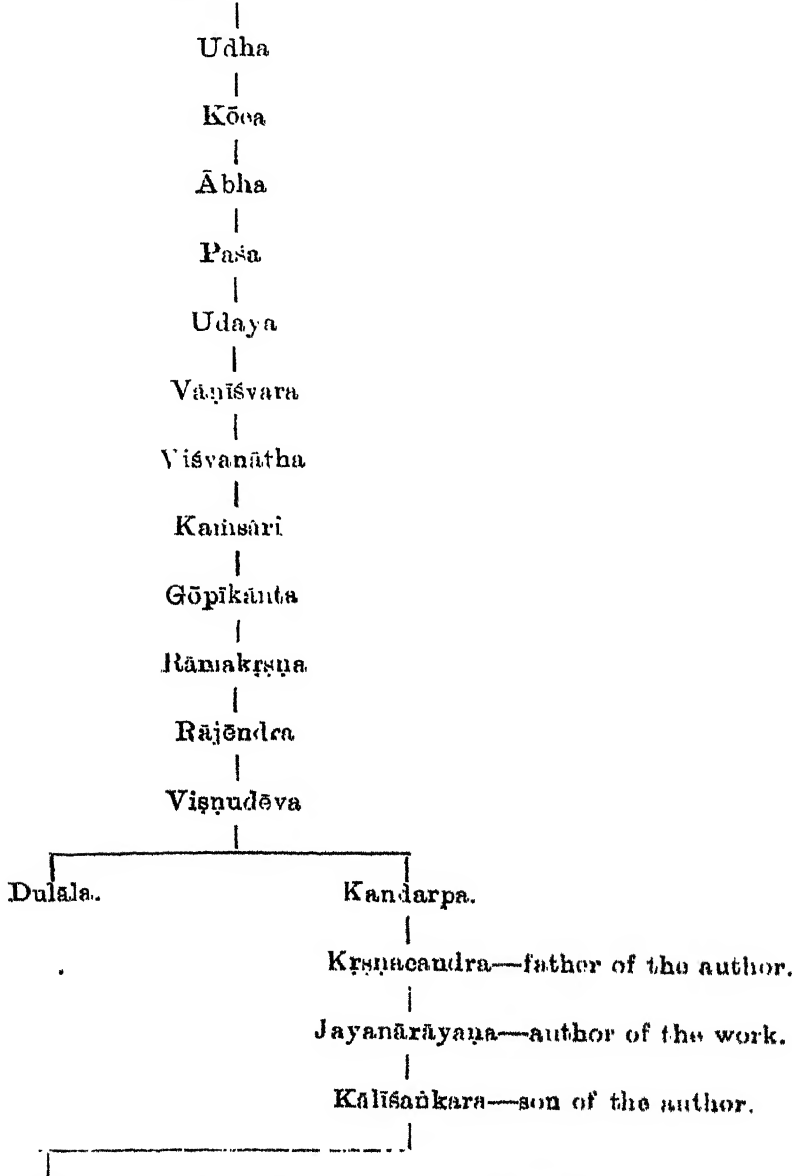 Udha
Kōca
Ābha
Paśa
Udaya
Vāṇīśvara
Viśvanātha
Kaṁsāri
Gōpīkānta
Rāmakṛṣṇa
Rājēndra
Viṣṇudēva
Dulāla. Kandarpa.
Kṛṣṇacandra—father of the author.
Jayanārāyaṇa—author of the work.
Kālīśaṅkara—son of the author.